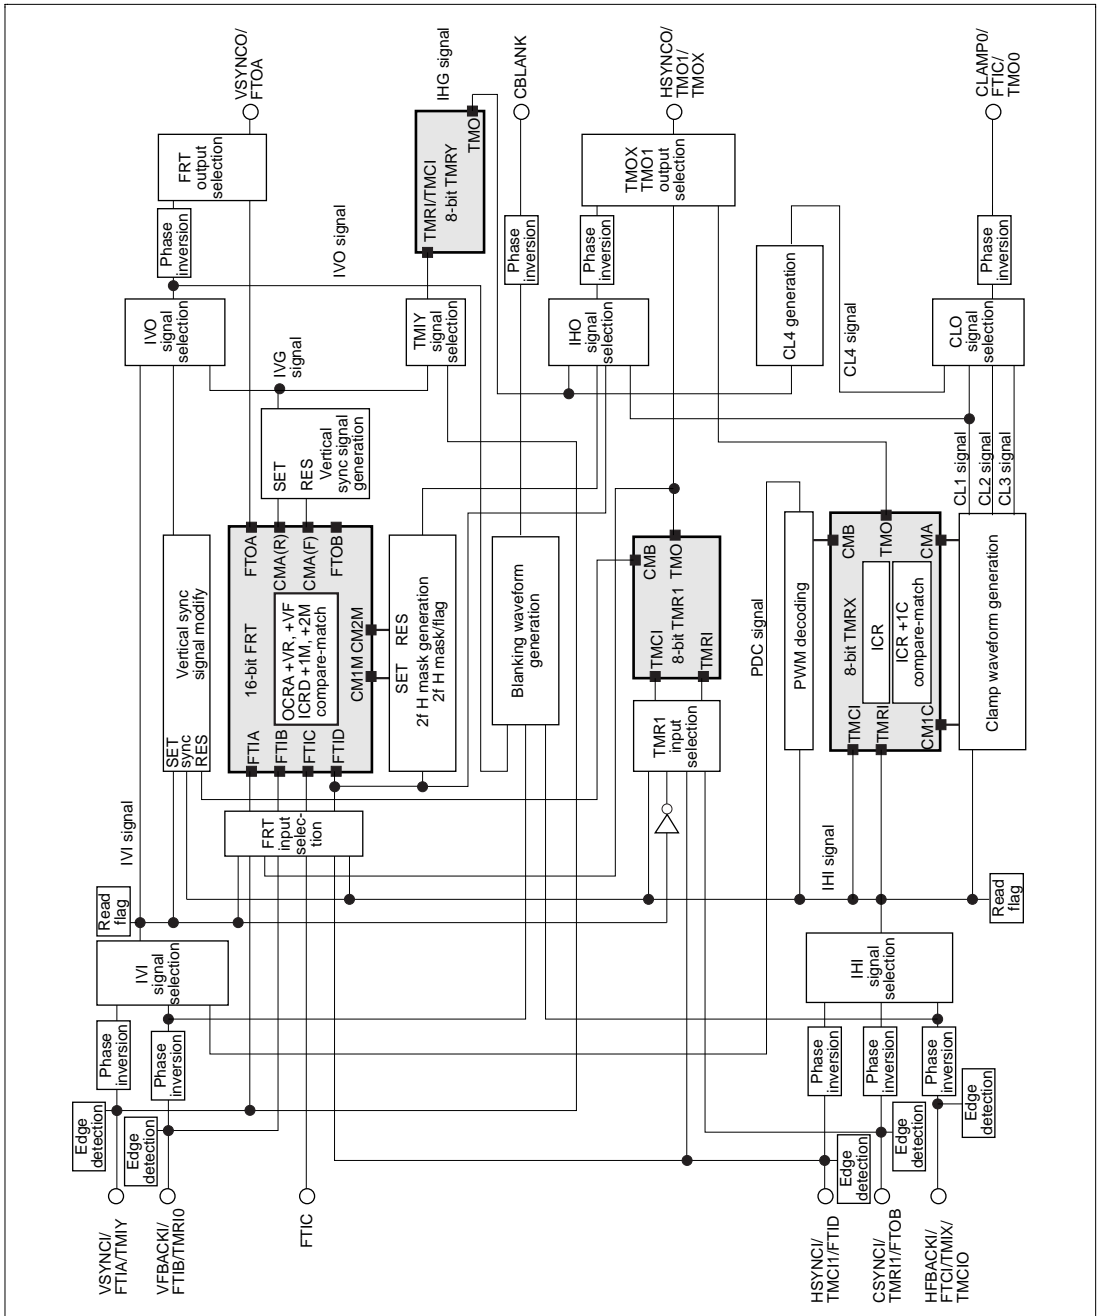 VSYNCO/
FTOA
IHG signal
CBLANK
HSYNCO/
TMO1/
TMOX
CLAMP0/
FTIC/
TMO0
FRT
output
selection
TMRI/TMCI
8-bit TMRY
TMO
TMOX
TMO1
output
selection
Phase
inversion
IVO signal
Phase
inversion
Phase
inversion
Phase
inversion
IVO
signal
selection
TMIY
signal
selection
IHO
signal
selection
CL4 generation
CL4 signal
CLO
signal
selection
IVG
signal
SET
RES
Vertical
sync signal
generation
CL1 signal
CL2 signal
CL3 signal
Vertical sync
signal modify
SET
sync
RES
FTOA
CMA(R)
CMA(F)
FTOB
16-bit FRT
OCRA +VR, +VF
ICRD +1M, +2M
compare-match
CM1M CM2M
FTIA
FTIB
FTIC
FTID
SET
RES
2f H mask generation
2f H mask/flag
Blanking waveform
generation
CMB
TMO
8-bit TMR1
TMCI
TMRI
TMR1
input
selection
PDC signal
PWM decoding
CMB
TMO
CMA
8-bit TMRX
ICR
ICR +1C
compare-match
TMCI
TMRI
CM1C
Clamp waveform generation
FRT
input
selec-
tion
IVI signal
IHI signal
Read
flag
Read
flag
IVI
signal
selection
IHI
signal
selection
Phase
inversion
Phase
inversion
Phase
inversion
Phase
inversion
Phase
inversion
Edge
detection
Edge
detection
Edge
detection
Edge
detection
Edge
detection
VSYNCI/
FTIA/TMIY
VFBACKI/
FTIB/TMRI0
FTIC
HSYNCI/
TMCI1/FTID
CSYNCI/
TMRI1/FTOB
HFBACKI/
FTCI/TMIX/
TMCIO